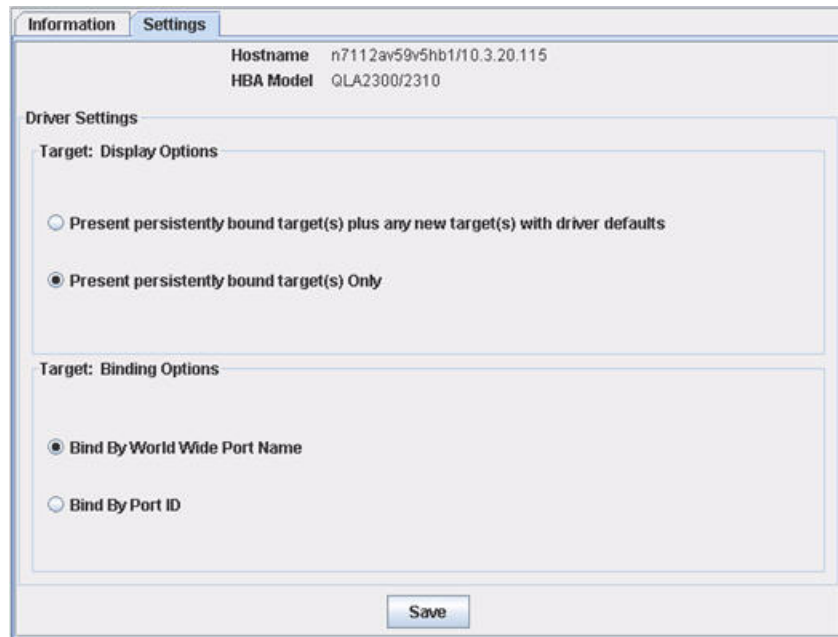 Information Settings
Hostname n7112av59v5hb1/10.3.20.115
HBA Model QLA2300/2310
Driver Settings
Target: Display Options
Present persistently bound target(s) plus any new target(s) with driver defaults
Present persistently bound target(s) Only
Target: Binding Options
Bind By World Wide Port Name
Bind By Port ID
Save